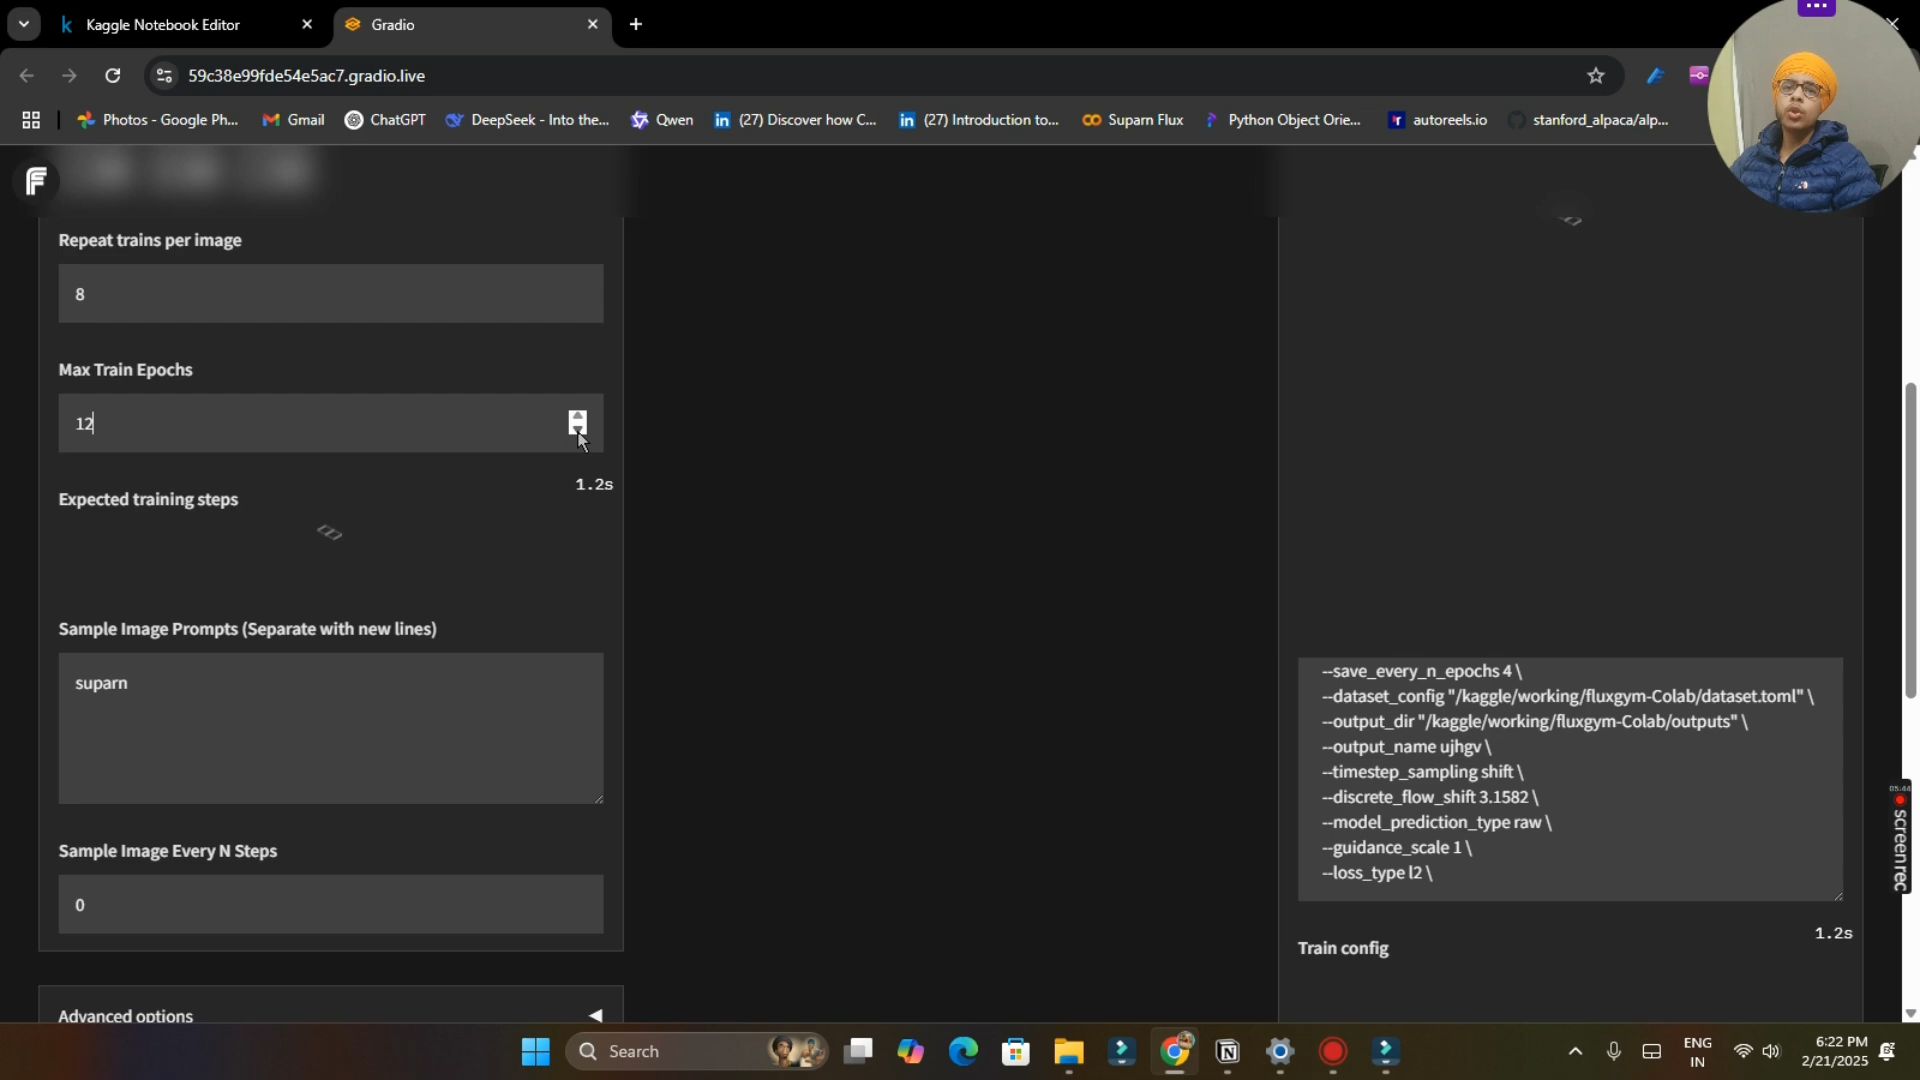 Kaggle Notebook Editor
Gradio
59c38e99fde54e5ac7.gradio.live
Photos - Google Ph...
Gmail
ChatGPT
DeepSeek - Into the...
Qwen
(27) Discover how C...
(27) Introduction to...
Suparn Flux
Python Object Orie...
autoreels.io
stanford_alpaca/alp...
Repeat trains per image
8
Max Train Epochs
12
1.2s
Expected training steps
Sample Image Prompts (Separate with new lines)
suparn
Sample Image Every N Steps
0
Advanced options
--save_every_n_epochs 4 \
--dataset_config "/kaggle/working/fluxgym-Colab/dataset.toml" \
--output_dir "/kaggle/working/fluxgym-Colab/outputs" \
--output_name ujhgv \
--timestep_sampling shift \
--discrete_flow_shift 3.1582 \
--model_prediction_type raw \
--guidance_scale 1 \
--loss_type l2 \
1.2s
Train config
05:44
screenrec
Search
ENG
IN
6:22 PM
2/21/2025